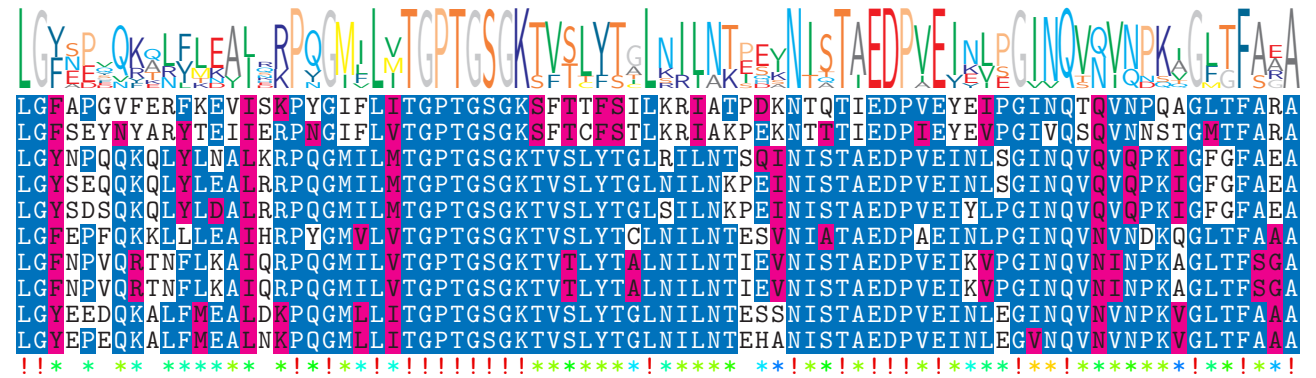 LGFAPGVFERFKEVISKPYGIFLITGPTGSGKSFTTFSILKRIATPDKNTQTIEDPVEYEIPGINQTQVNPQAGLTFARA
LGFSEYNYARYTEIIERPNGIFLVTGPTGSGKSFTCFSTLKRIAKPEKNTTTIEDPIEYEVPGIVQSQVNNSTGMTFARA
LGYNPQQKQLYLNALKRPQGMILMTGPTGSGKTVSLYTGLRILNTSQINISTAEDPVEINLSGINQVQVQPKIGFGFAEA
LGYSEQQKQLYLEALRRPQGMILMTGPTGSGKTVSLYTGLNILNKPEINISTAEDPVEINLSGINQVQVQPKIGFGFAEA
LGYSDSQKQLYLDALRRPQGMILMTGPTGSGKTVSLYTGLSILNKPEINISTAEDPVEIYLPGINQVQVQPKIGFGFAEA
LGFEPFQKKLLLEAIHRPYGMVLVTGPTGSGKTVSLYTCLNILNTESVNIATAEDPAEINLPGINQVNVNDKQGLTFAAA
LGFNPVQRTNFLKAIQRPQGMILVTGPTGSGKTVTLYTALNILNTIEVNISTAEDPVEIKVPGINQVNINPKAGLTFSGA
LGFNPVQRTNFLKAIQRPQGMILVTGPTGSGKTVTLYTALNILNTIEVNISTAEDPVEIKVPGINQVNINPKAGLTFSGA
LGYEEDQKALFMEALDKPQGMLLITGPTGSGKTVSLYTGLNILNTESSNISTAEDPVEINLEGINQVNVNPKVGLTFAAA
LGYEPEQKALFMEALNKPQGMLLITGPTGSGKTVSLYTGLNILNTEHANISTAEDPVEINLEGVNQVNVNPKVGLTFAAA
!!* * ** ****** *!*!**!*!!!!!!!!*******!***** **!**!*!!!!*!***!**!*******!**!**!